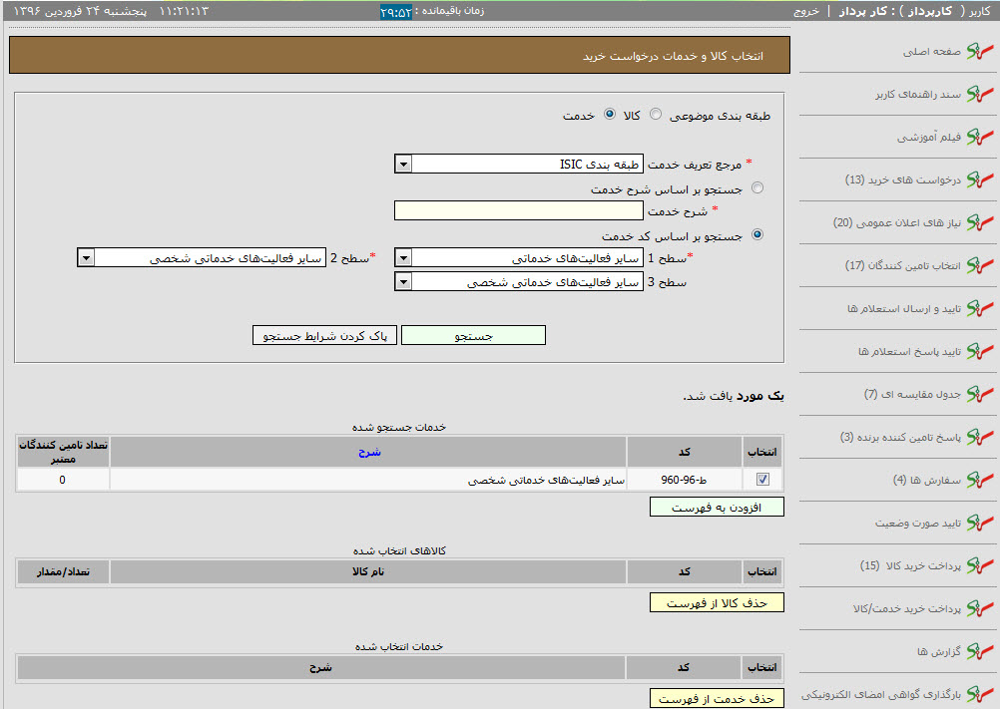 کاربر ( کارپرداز ) : کار پرداز | خروج زمان باقیمانده : ۲۹:۵۲ ۱۱:۲۱:۱۳ پنجشنبه ۲۴ فروردین ۱۳۹۶
صفحه اصلی
سند راهنمای کاربر
فیلم آموزشی
درخواست های خرید (13)
نیاز های اعلان عمومی (20)
انتخاب تامین کنندگان (17)
تایید و ارسال استعلام ها
تایید پاسخ استعلام ها
جدول مقایسه ای (7)
پاسخ تامین کننده برنده (3)
سفارش ها (4)
تایید صورت وضعیت
پرداخت خرید کالا (15)
پرداخت خرید خدمت/کالا
گزارش ها
بارگذاری گواهی امضای الکترونیکی
انتخاب کالا و خدمات درخواست خرید
طبقه بندی موضوعی کالا خدمت
* مرجع تعریف خدمت طبقه بندی ISIC
جستجو بر اساس شرح خدمت
* شرح خدمت
جستجو بر اساس کد خدمت
*سطح 1 سایر فعالیت‌های خدماتی *سطح 2 سایر فعالیت‌های خدماتی شخصی
سطح 3 سایر فعالیت‌های خدماتی شخصی
جستجو پاک کردن شرایط جستجو
یک مورد یافت شد.
خدمات جستجو شده
انتخاب کد شرح تعداد تامین کنندگان معتبر
ط-96-960 سایر فعالیت‌های خدماتی شخصی 0
افزودن به فهرست
کالاهای انتخاب شده
انتخاب کد نام کالا تعداد/مقدار
حذف کالا از فهرست
خدمات انتخاب شده
انتخاب کد شرح
حذف خدمت از فهرست